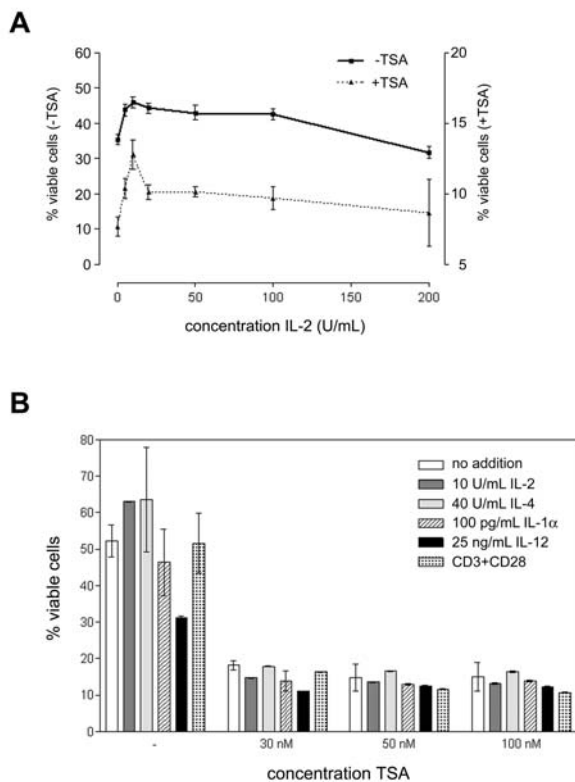 A
-TSA
+TSA
% viable cells (-TSA)
60
50
40
30
20
10
0
% viable cells (+TSA)
20
15
10
5
0 50 100 150 200
concentration IL-2 (U/mL)
B
no addition
10 U/mL IL-2
40 U/mL IL-4
100 pg/mL IL-1α
25 ng/mL IL-12
CD3+CD28
% viable cells
80
70
60
50
40
30
20
10
0
- 30 nM 50 nM 100 nM
concentration TSA